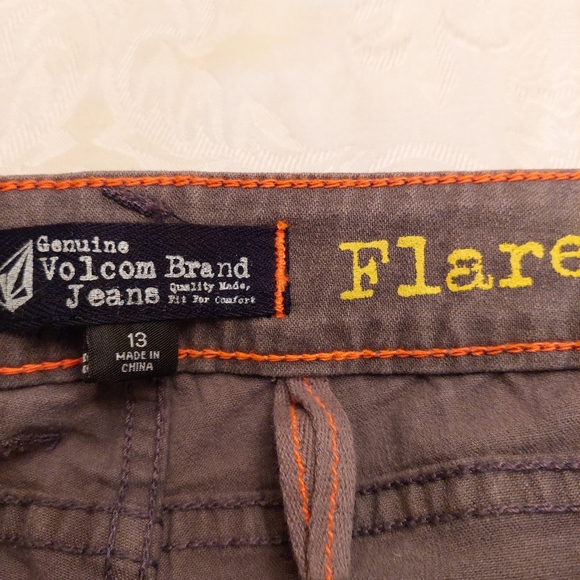 Genuine
Volcom Brand
Jeans
Quality Made,
Fit For Comfort
Flare
13
MADE IN
CHINA